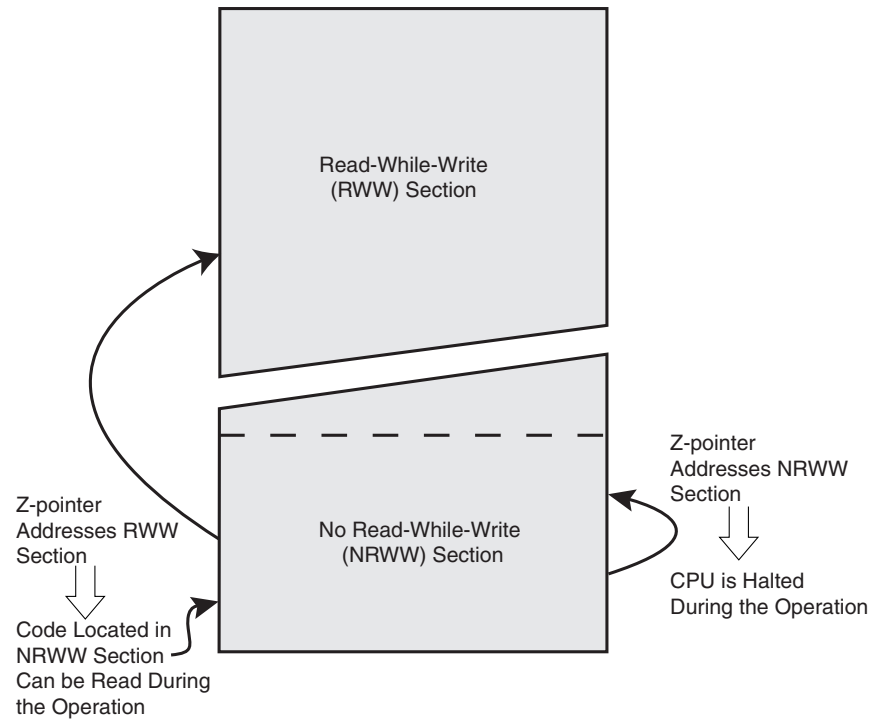 Read-While-Write
(RWW) Section
Z-pointer
Addresses NRWW
Section
Z-pointer
Addresses RWW
Section
No Read-While-Write
(NRWW) Section
CPU is Halted
During the Operation
Code Located in
NRWW Section
Can be Read During
the Operation